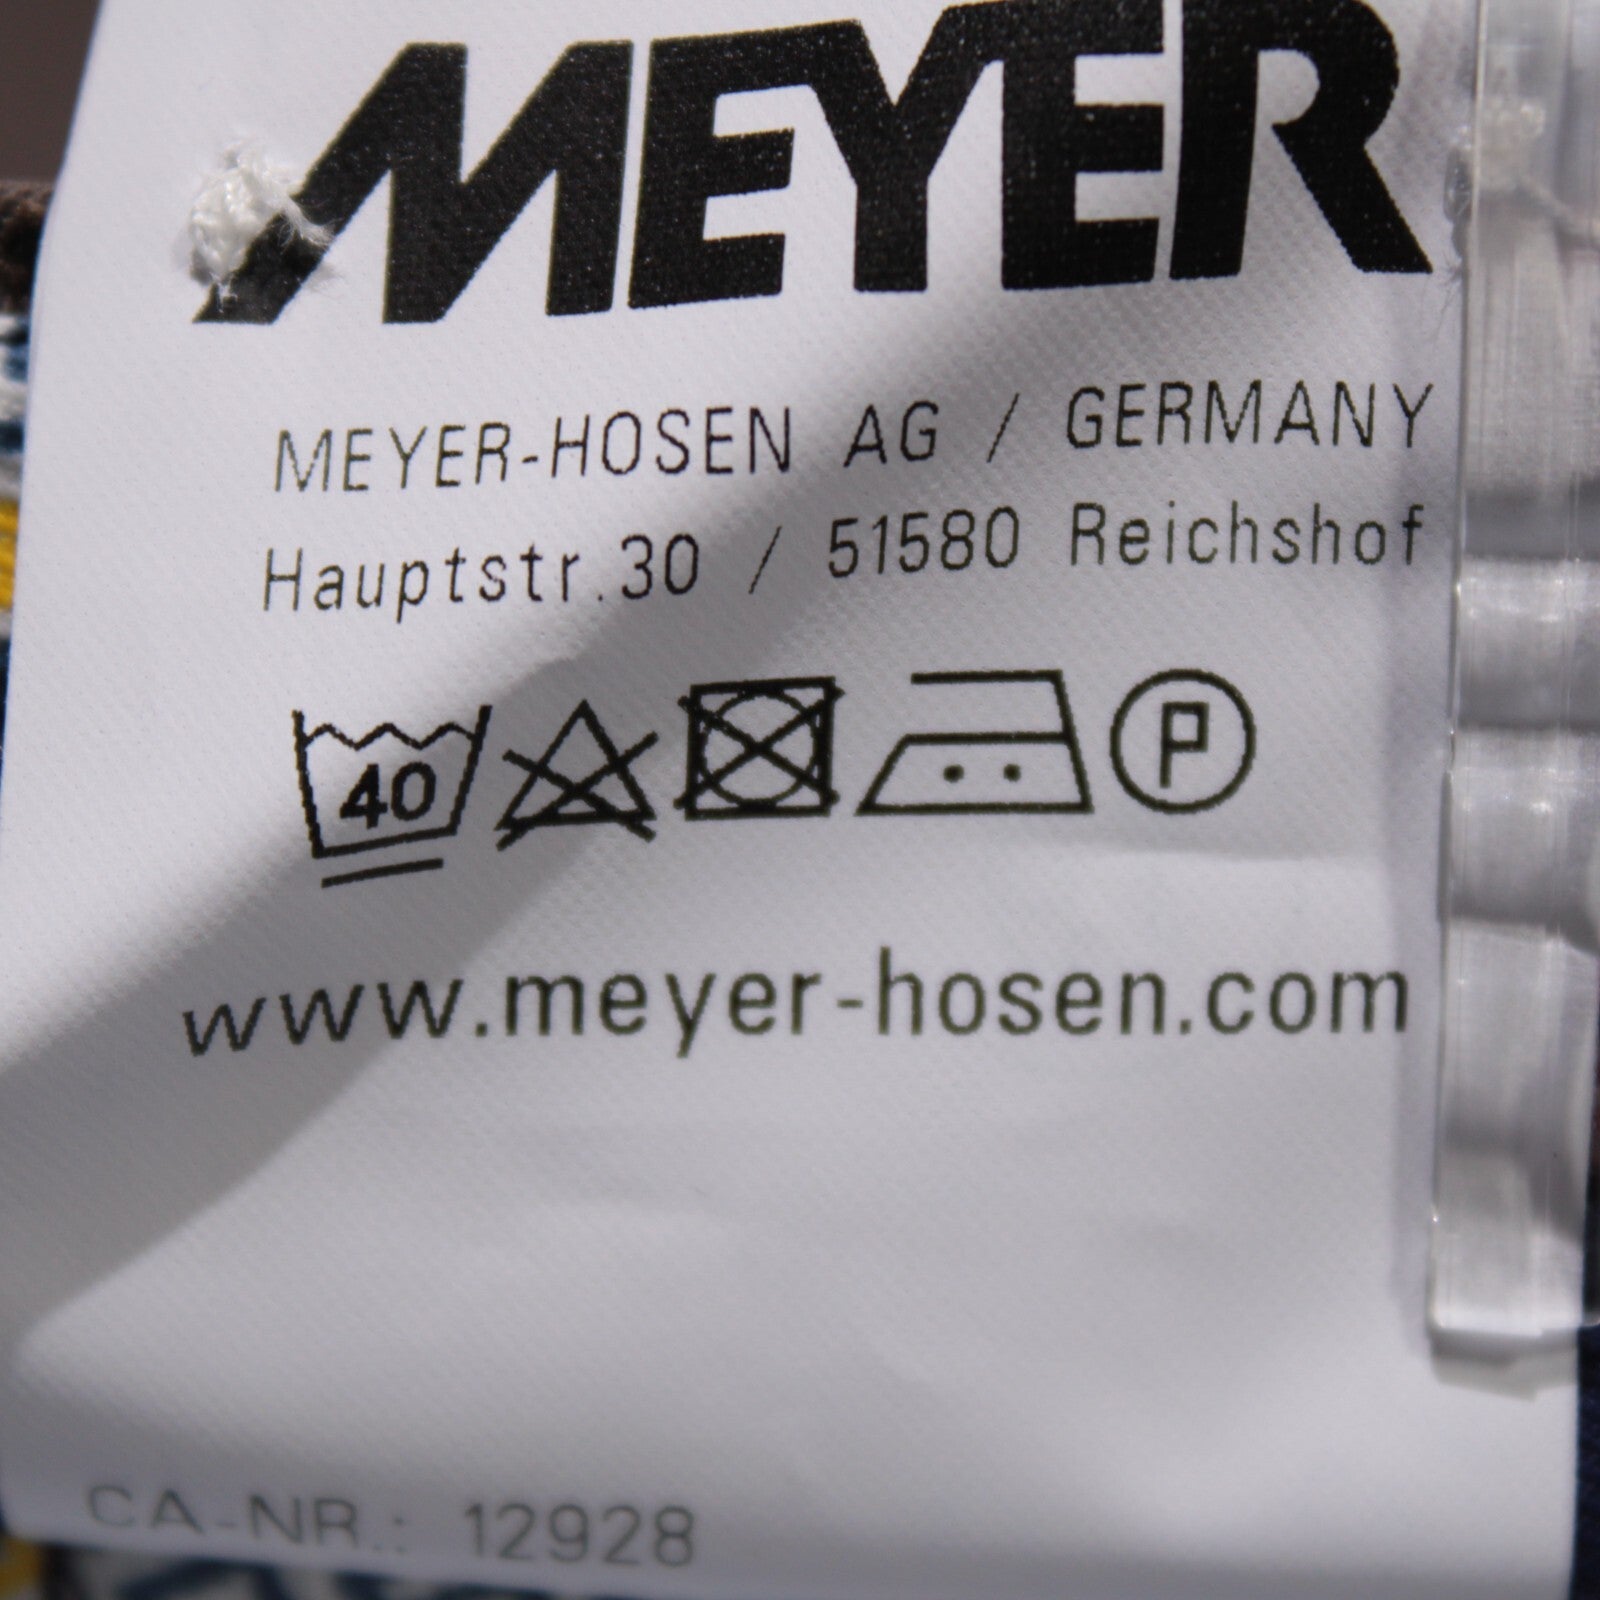 MEYER
MEYER-HOSEN AG / GERMANY
Hauptstr.30 / 51580 Reichshof
40 P
www.meyer-hosen.com
CA-NR.: 12928